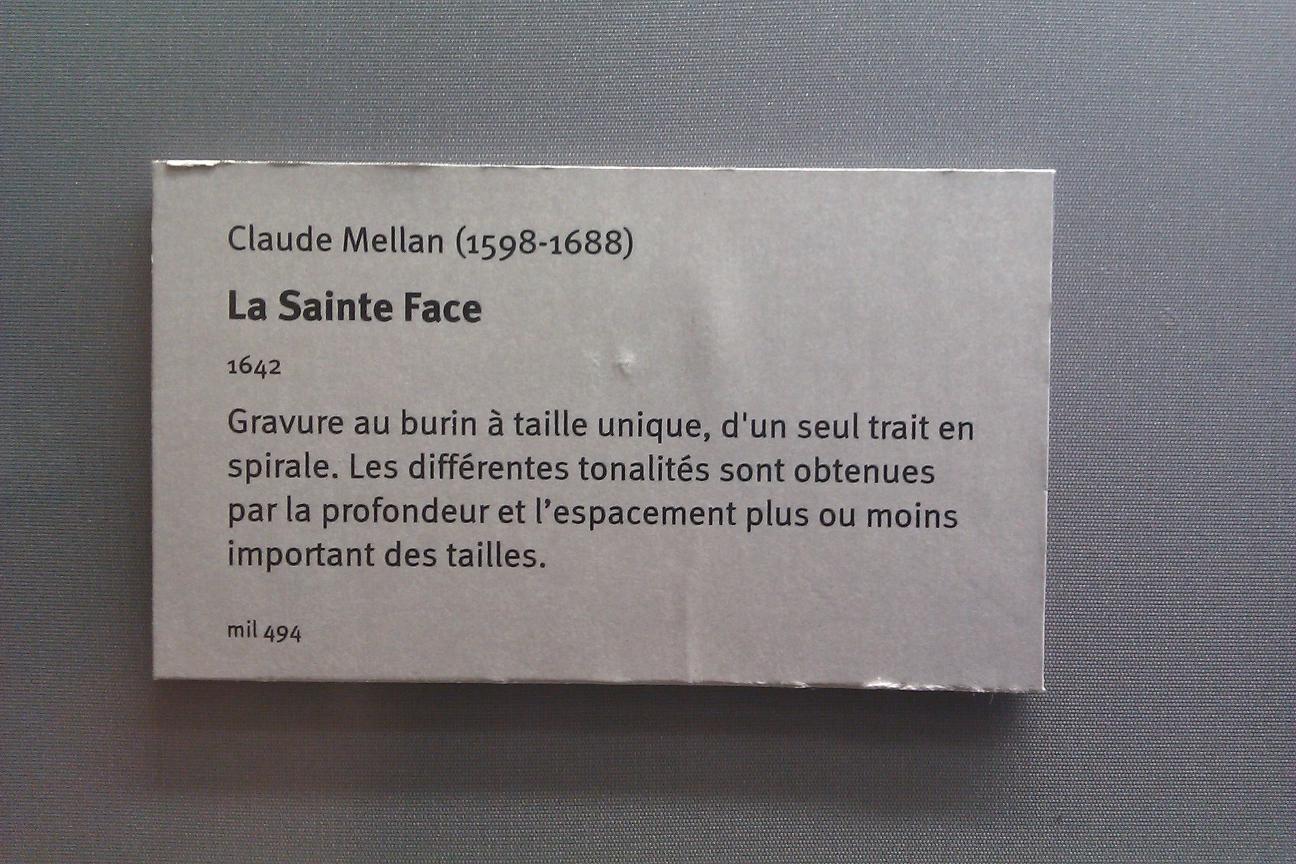 Claude Mellan (1598-1688)
La Sainte Face
1642
Gravure au burin à taille unique, d'un seul trait en
spirale. Les différentes tonalités sont obtenues
par la profondeur et l’espacement plus ou moins
important des tailles.
mil 494